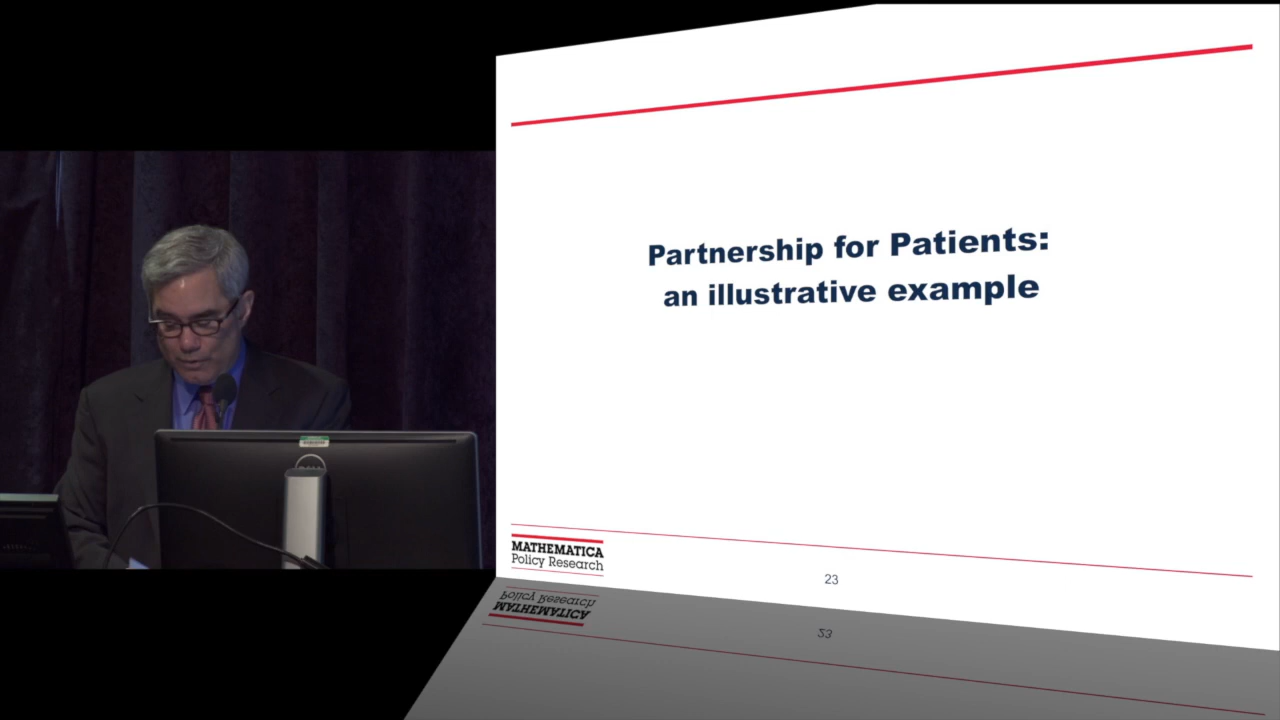 Partnership for Patients:
an illustrative example
MATHEMATICA
Policy Research
23